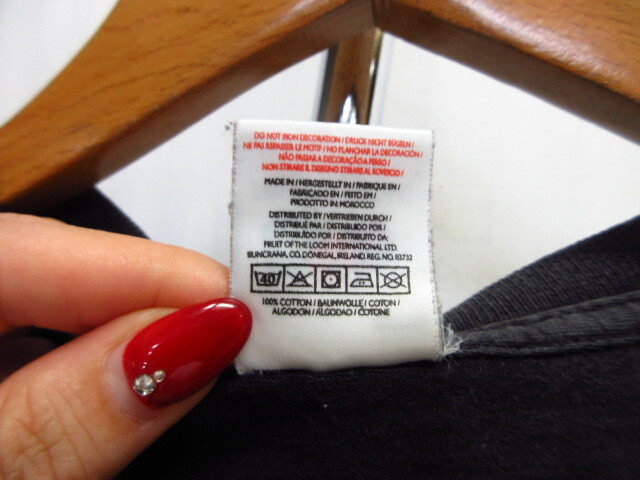 DO NOT IRON DECORATION / DRUCK NICHT BÜGELN /
NE PAS REPASSER LE MOTIF / NO PLANCHAR LA DECORACIÓN /
NÃO PASSAR A DECORAÇÃO A FERRO /
NON STIRARE IL DISEGNO STIRARE AL ROVESCIO /
MADE IN / HERGESTELLT IN / FABRIQUE EN /
FABRICADO EN / FEITO EM /
PRODOTTO IN MOROCCO
DISTRIBUTED BY / VERTRIEBEN DURCH /
DISTRIBUÉ PAR / DISTRIBUIDO POR /
DISTRIBUÍDO POR / DISTRIBUITO DA:
FRUIT OF THE LOOM INTERNATIONAL LTD.
BUNCRANA, CO. DONEGAL, IRELAND. REG. NO. 93732
40
100% COTTON / BAUMWOLLE / COTON /
ALGODON / ALGODAO / COTONE